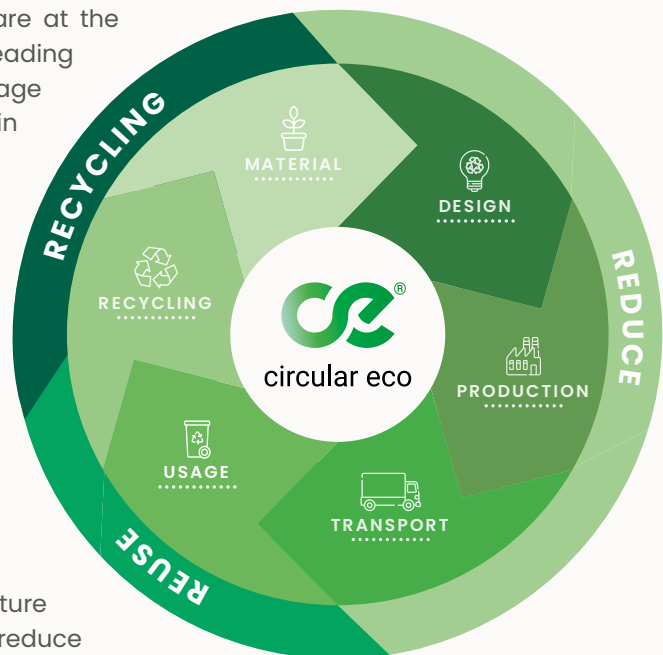 are at the
eading
age
in
RECYCLING
MATERIAL
DESIGN
REDUCE
RECYCLING
®
circular eco
PRODUCTION
USAGE
TRANSPORT
REUSE
ture
reduce